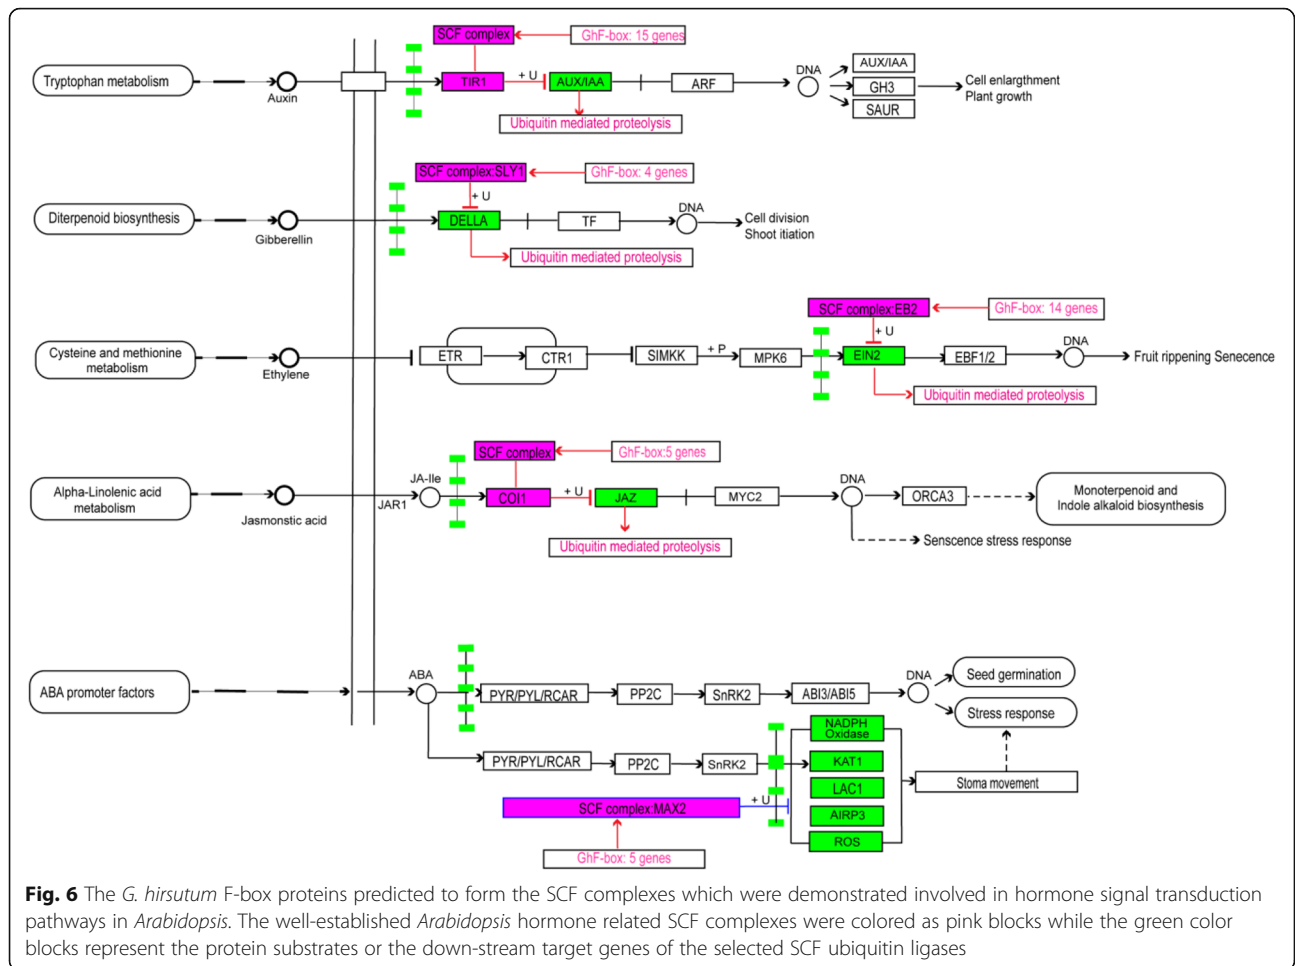 SCF complex
GhF-box: 15 genes
Tryptophan metabolism
Auxin
TIR1
+ U
AUX/IAA
ARF
DNA
AUX/IAA
GH3
SAUR
Cell enlargthment
Plant growth
Ubiquitin mediated proteolysis
SCF complex:SLY1
GhF-box: 4 genes
+ U
Diterpenoid biosynthesis
Gibberellin
DELLA
TF
DNA
Cell division
Shoot itiation
Ubiquitin mediated proteolysis
SCF complex:EB2
GhF-box: 14 genes
+ U
Cysteine and methionine
metabolism
Ethylene
ETR
CTR1
SIMKK
+ P
MPK6
EIN2
EBF1/2
DNA
Fruit rippening Senecence
Ubiquitin mediated proteolysis
SCF complex
GhF-box:5 genes
Alpha-Linolenic acid
metabolism
Jasmonstic acid
JAR1
JA-Ile
COI1
+ U
JAZ
MYC2
DNA
ORCA3
Monoterpenoid and
Indole alkaloid biosynthesis
Senscence stress response
Ubiquitin mediated proteolysis
ABA promoter factors
ABA
PYR/PYL/RCAR
PP2C
SnRK2
ABI3/ABI5
DNA
Seed germination
Stress response
PYR/PYL/RCAR
PP2C
SnRK2
NADPH
Oxidase
KAT1
LAC1
AIRP3
ROS
Stoma movement
SCF complex:MAX2
+ U
GhF-box: 5 genes
Fig. 6 The G. hirsutum F-box proteins predicted to form the SCF complexes which were demonstrated involved in hormone signal transduction
pathways in Arabidopsis. The well-established Arabidopsis hormone related SCF complexes were colored as pink blocks while the green color
blocks represent the protein substrates or the down-stream target genes of the selected SCF ubiquitin ligases